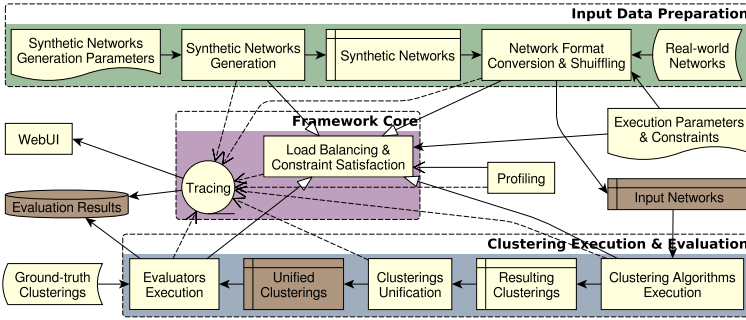 Input Data Preparation
Synthetic Networks
Generation Parameters
Synthetic Networks
Generation
Synthetic Networks
Network Format
Conversion & Shuiffling
Real-world
Networks
Framework Core
Execution Parameters
& Constraints
WebUI
Load Balancing &
Constraint Satisfaction
Tracing
Profiling
Evaluation Results
Input Networks
Clustering Execution & Evaluation
Ground-truth
Clusterings
Evaluators
Execution
Unified
Clusterings
Clusterings
Unification
Resulting
Clusterings
Clustering Algorithms
Execution